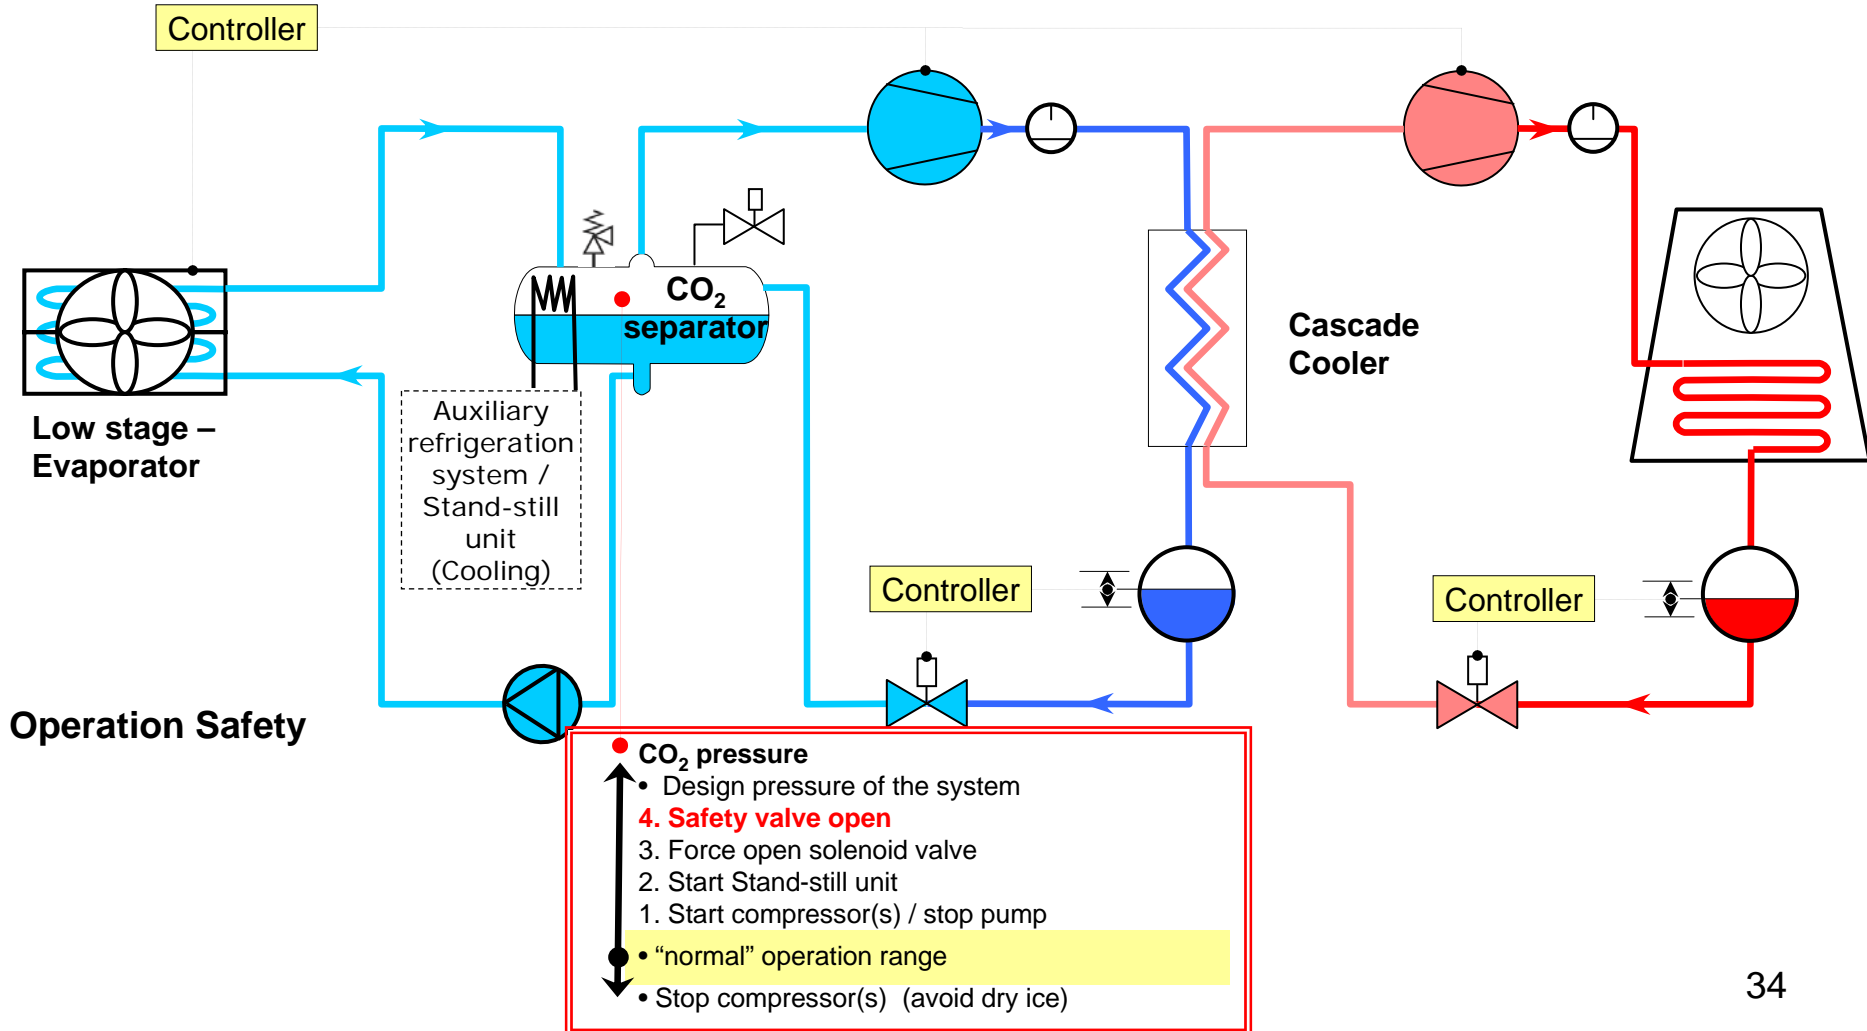 Controller
CO2
separator
Cascade
Cooler
Low stage –
Evaporator
Auxiliary
refrigeration
system /
Stand-still
unit
(Cooling)
Controller
Controller
Operation Safety
CO2 pressure
• Design pressure of the system
4. Safety valve open
3. Force open solenoid valve
2. Start Stand-still unit
1. Start compressor(s) / stop pump
• “normal” operation range
• Stop compressor(s) (avoid dry ice)
34